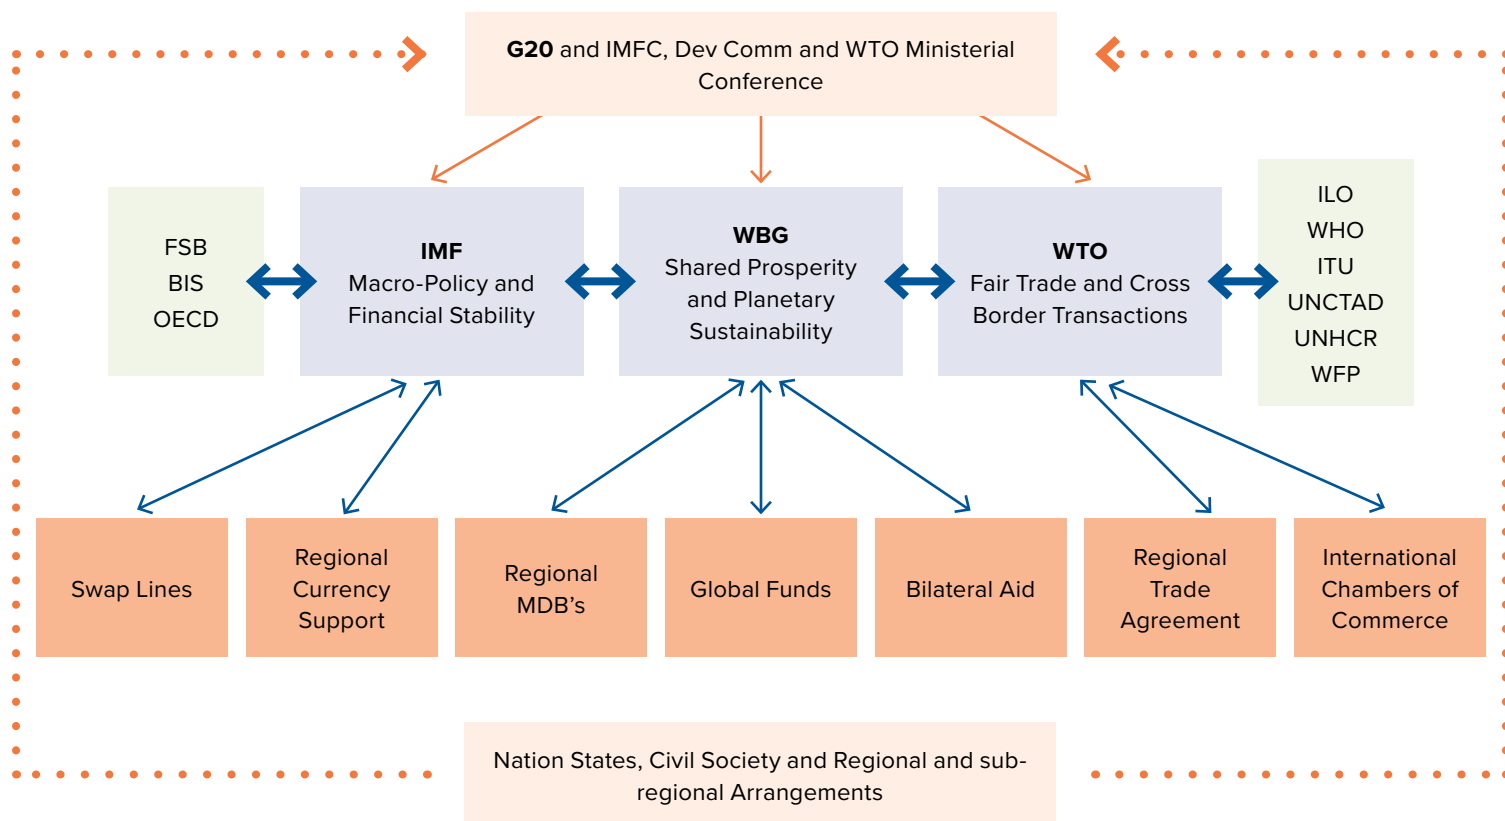 G20 and IMFC, Dev Comm and WTO Ministerial
Conference
FSB
BIS
OECD
IMF
Macro-Policy and
Financial Stability
WBG
Shared Prosperity
and Planetary
Sustainability
WTO
Fair Trade and Cross
Border Transactions
ILO
WHO
ITU
UNCTAD
UNHCR
WFP
Swap Lines
Regional
Currency
Support
Regional
MDB’s
Global Funds
Bilateral Aid
Regional
Trade
Agreement
International
Chambers of
Commerce
Nation States, Civil Society and Regional and sub-
regional Arrangements